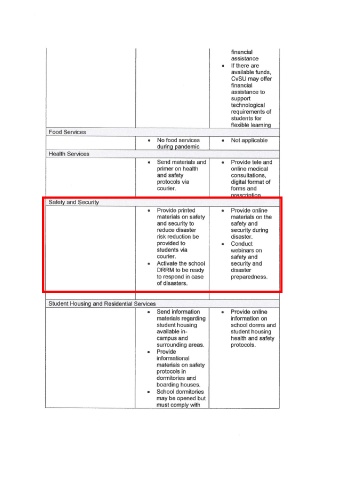 financial
assistance
• If there are
available funds,
CvSU may offer
financial
assistance to
support
technological
requirements of
students for
flexible learning
Food Services
• No food services
during pandemic
• Not applicable
Health Services
• Send materials and
primer on health
and safety
protocols via
courier.
• Provide tele and
online medical
consultations,
digital format of
forms and
prescription
Safety and Security
• Provide printed
materials on safety
and security to
reduce disaster
risk reduction be
provided to
students via
courier.
• Activate the school
DRRM to be ready
to respond in case
of disasters.
• Provide online
materials on the
safety and
security during
disaster.
• Conduct
webinars on
safety and
security and
disaster
preparedness.
Student Housing and Residential Services
• Send information
materials regarding
student housing
available in-
campus and
surrounding areas.
• Provide
informational
materials on safety
protocols in
dormitories and
boarding houses.
• School dormitories
may be opened but
must comply with
• Provide online
information on
school dorms and
student housing
health and safety
protocols.